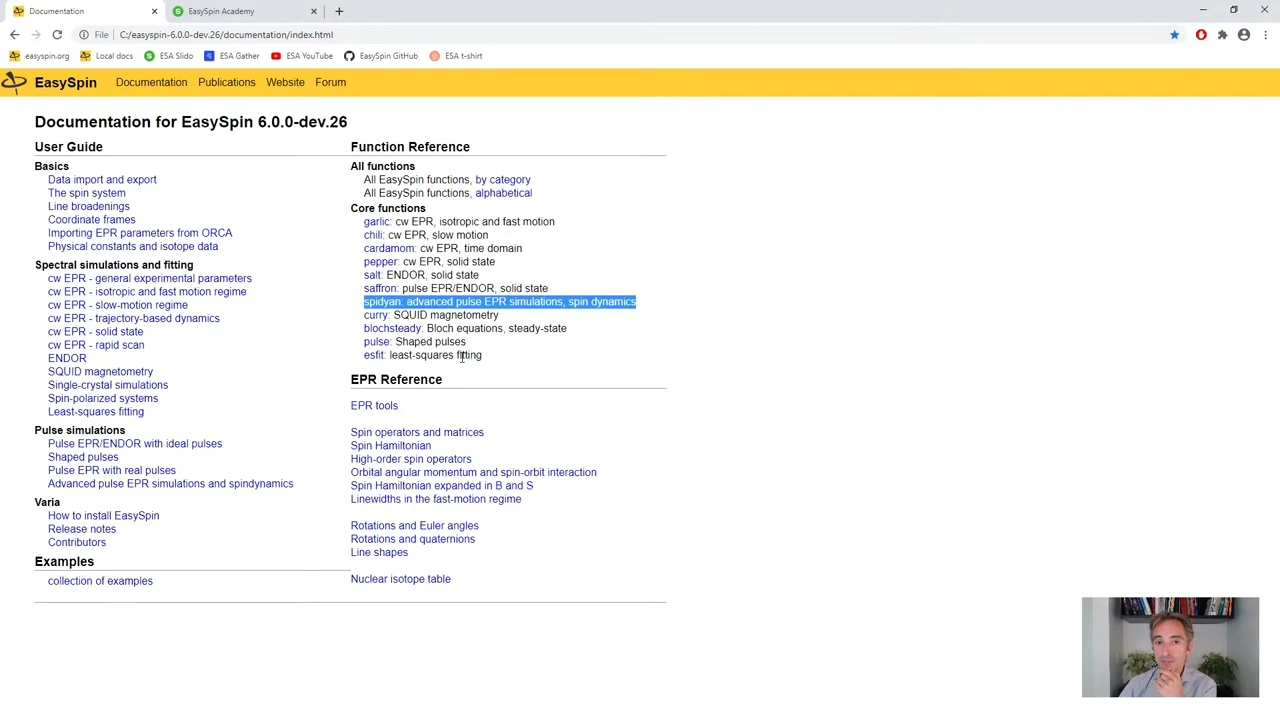 Documentation
EasySpin Academy
File C:/easyspin-6.0.0-dev.26/documentation/index.html
easyspin.org
Local docs
ESA Slido
ESA Gather
ESA YouTube
EasySpin GitHub
ESA t-shirt
EasySpin
Documentation
Publications
Website
Forum
Documentation for EasySpin 6.0.0-dev.26
User Guide
Basics
Data import and export
The spin system
Line broadenings
Coordinate frames
Importing EPR parameters from ORCA
Physical constants and isotope data
Spectral simulations and fitting
cw EPR - general experimental parameters
cw EPR - isotropic and fast motion regime
cw EPR - slow-motion regime
cw EPR - trajectory-based dynamics
cw EPR - solid state
cw EPR - rapid scan
ENDOR
SQUID magnetometry
Single-crystal simulations
Spin-polarized systems
Least-squares fitting
Pulse simulations
Pulse EPR/ENDOR with ideal pulses
Shaped pulses
Pulse EPR with real pulses
Advanced pulse EPR simulations and spindynamics
Varia
How to install EasySpin
Release notes
Contributors
Examples
collection of examples
Function Reference
All functions
All EasySpin functions, by category
All EasySpin functions, alphabetical
Core functions
garlic: cw EPR, isotropic and fast motion
chili: cw EPR, slow motion
cardamom: cw EPR, time domain
pepper: cw EPR, solid state
salt: ENDOR, solid state
saffron: pulse EPR/ENDOR, solid state
spidyan: advanced pulse EPR simulations, spin dynamics
curry: SQUID magnetometry
blochsteady: Bloch equations, steady-state
pulse: Shaped pulses
esfit: least-squares fitting
EPR Reference
EPR tools
Spin operators and matrices
Spin Hamiltonian
High-order spin operators
Orbital angular momentum and spin-orbit interaction
Spin Hamiltonian expanded in B and S
Linewidths in the fast-motion regime
Rotations and Euler angles
Rotations and quaternions
Line shapes
Nuclear isotope table